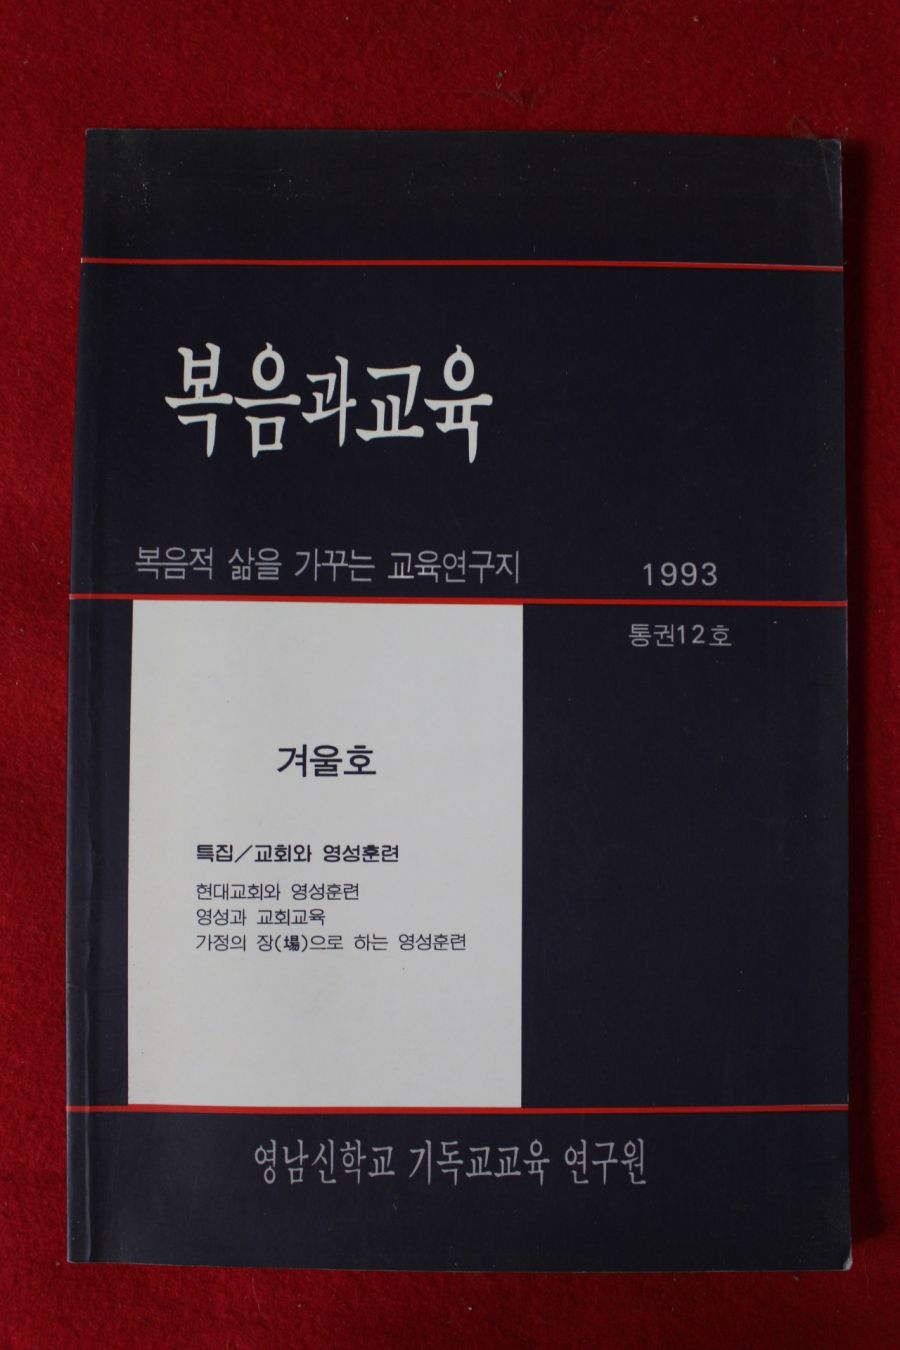 복음과교육
복음적 삶을 가꾸는 교육연구지
1993
통권12호
겨울호
특집/교회와 영성훈련
현대교회와 영성훈련
영성과 교회교육
가정의 장(場)으로 하는 영성훈련
영남신학교 기독교교육 연구원